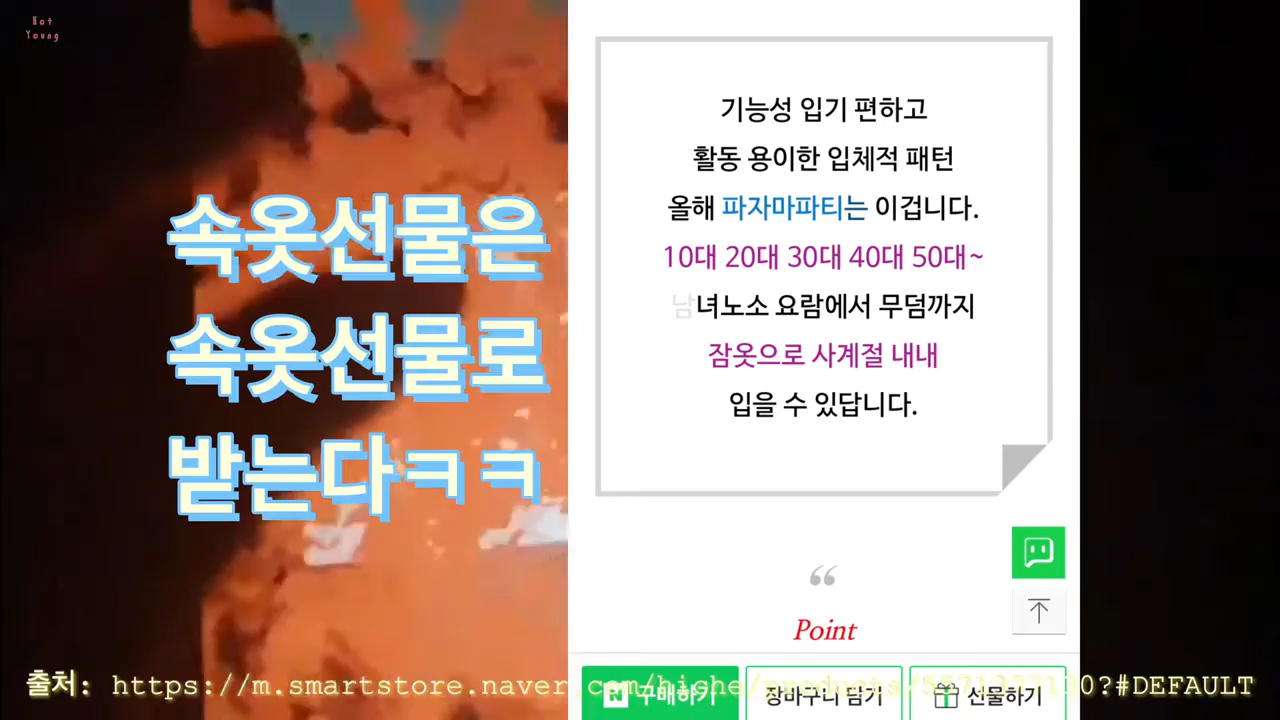 Hot
Young
속옷선물은
속옷선물로
받는다ㅋㅋ
기능성 입기 편하고
활동 용이한 입체적 패턴
올해 파자마파티는 이겁니다.
10대 20대 30대 40대 50대~
남녀노소 요람에서 무덤까지
잠옷으로 사계절 내내
입을 수 있답니다.
“
Point
구매하기 장바구니 담기 선물하기
출처: https://m.smartstore.naver.com/